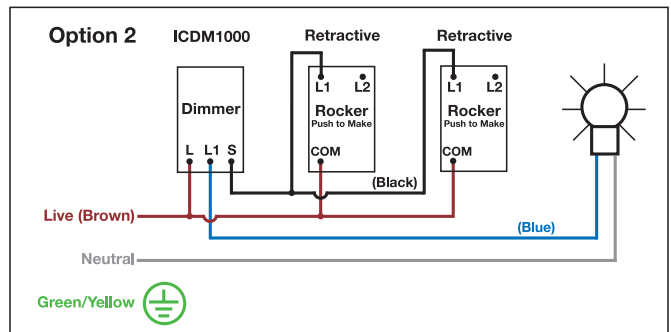 Option 2
ICDM1000
Retractive
Retractive
Dimmer
L L1 S
L1 L2
Rocker
Push to Make
COM
L1 L2
Rocker
Push to Make
COM
(Black)
Live (Brown)
(Blue)
Neutral
Green/Yellow